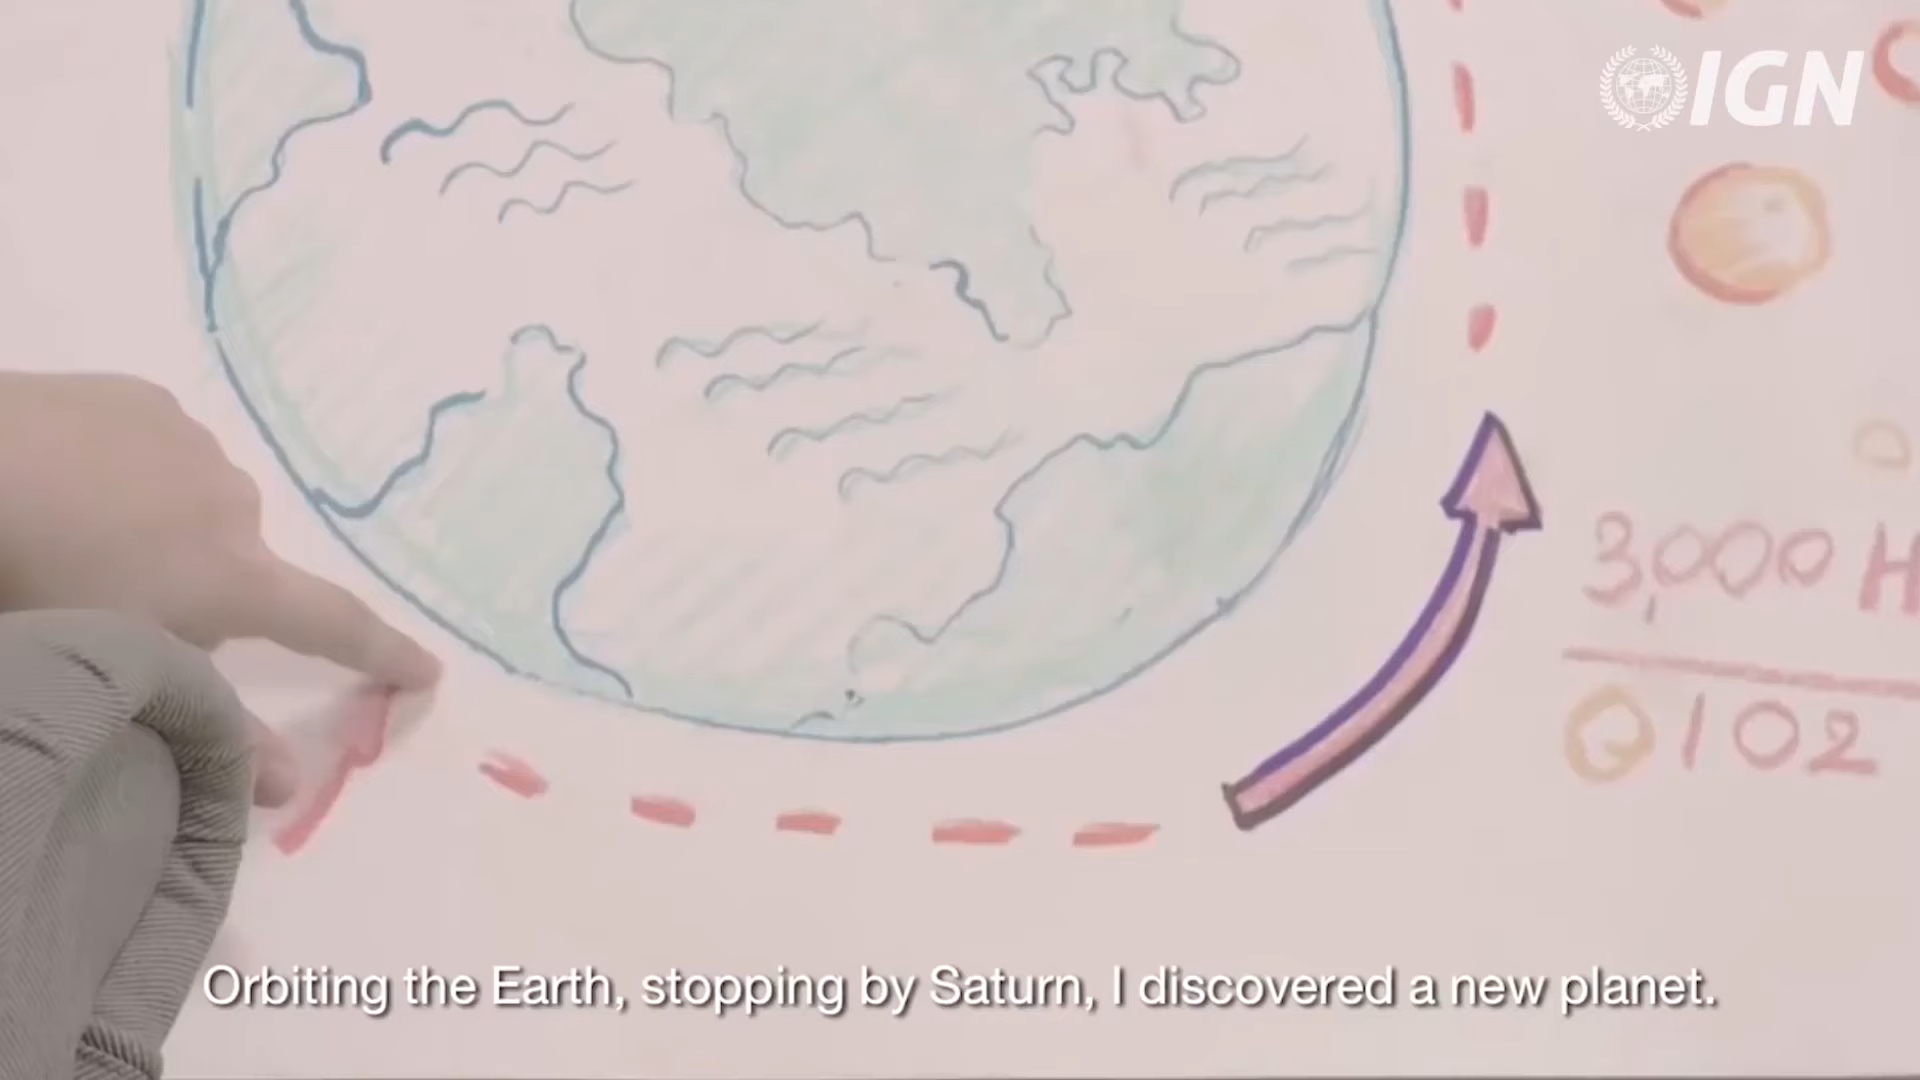 IGN
3,000 H
102
Orbiting the Earth, stopping by Saturn, I discovered a new planet.